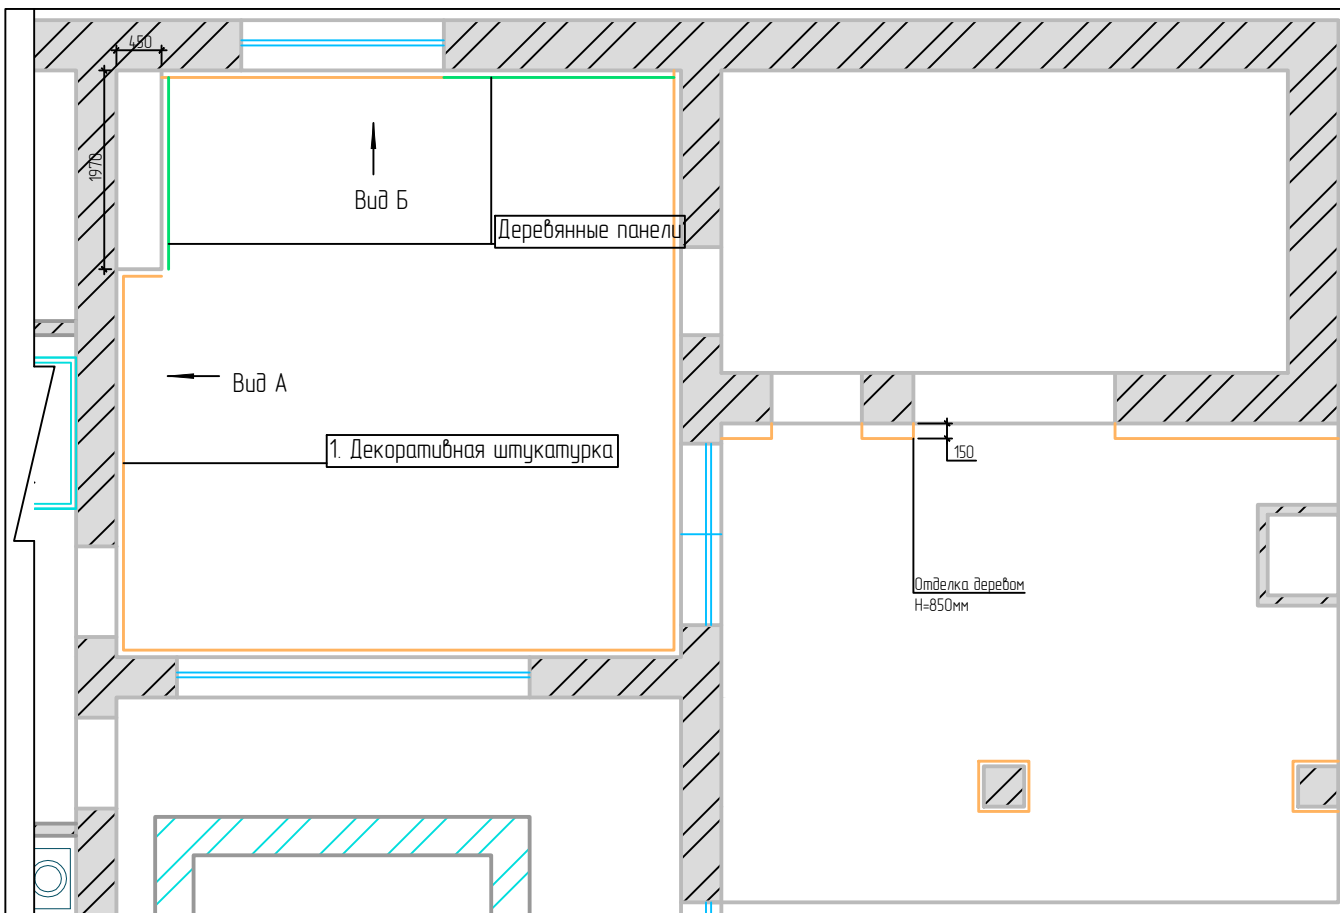 450
1970
Вид Б
Деревянные панели
Вид А
1. Декоративная штукатурка
150
Отделка деревом
H=850мм